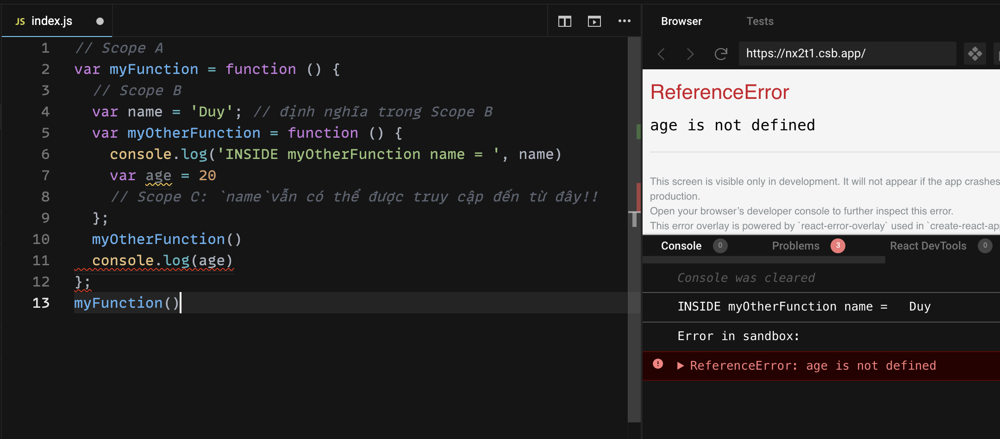 JS index.js
Browser Tests
https://nx2t1.csb.app/
1 // Scope A
2 var myFunction = function () {
3 // Scope B
4 var name = 'Duy'; // định nghĩa trong Scope B
5 var myOtherFunction = function () {
6 console.log('INSIDE myOtherFunction name = ', name)
7 var age = 20
8 // Scope C: `name`vẫn có thể được truy cập đến từ đây!!
9 };
10 myOtherFunction()
11 console.log(age)
12 };
13 myFunction()
ReferenceError
age is not defined
This screen is visible only in development. It will not appear if the app crashes
production.
Open your browser’s developer console to further inspect this error.
This error overlay is powered by `react-error-overlay` used in `create-react-ap
Console 0 Problems 3 React DevTools 0
Console was cleared
INSIDE myOtherFunction name = Duy
Error in sandbox:
ReferenceError: age is not defined